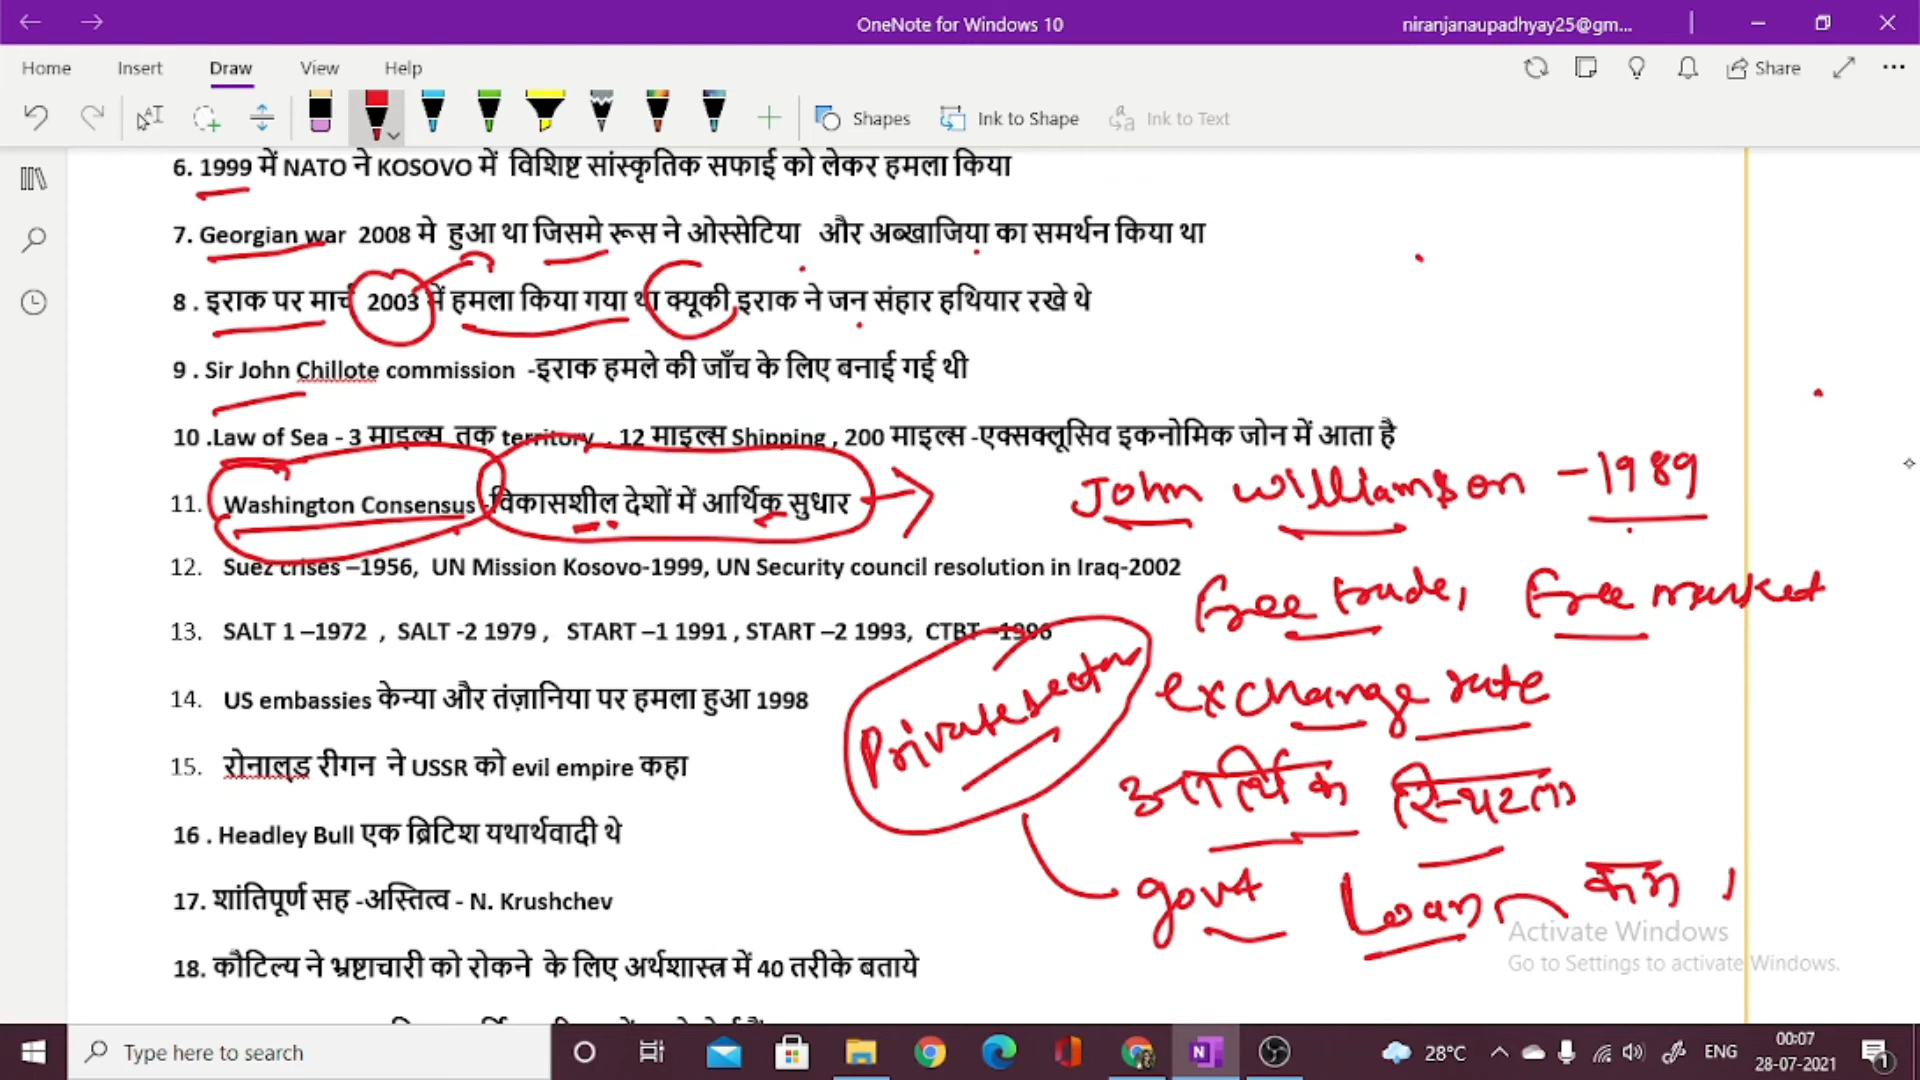 OneNote for Windows 10
niranjanaupadhyay25@gm...
Home Insert Draw View Help
Share
Shapes Ink to Shape Ink to Text
6. 1999 में NATO ने KOSOVO में विशिष्ट सांस्कृतिक सफाई को लेकर हमला किया
7. Georgian war 2008 मे हुआ था जिसमे रूस ने ओस्सेटिया और अब्खाजिया का समर्थन किया था
8 . इराक पर मार्च 2003 में हमला किया गया था क्यूकी इराक ने जन संहार हथियार रखे थे
9 . Sir John Chillote commission -इराक हमले की जाँच के लिए बनाई गई थी
10 .Law of Sea - 3 माइल्स तक territory , 12 माइल्स Shipping , 200 माइल्स -एक्सक्लूसिव इकनोमिक जोन में आता है
11. Washington Consensus -विकासशील देशों में आर्थिक सुधार
John Williamson - 1989
12. Suez crises –1956, UN Mission Kosovo-1999, UN Security council resolution in Iraq-2002
free trade, free market
13. SALT 1 –1972 , SALT -2 1979 , START –1 1991 , START –2 1993, CTBT –1996
Private sector
exchange rate
14. US embassies केन्या और तंज़ानिया पर हमला हुआ 1998
15. रोनाल्ड रीगन ने USSR को evil empire कहा
आर्थिक स्थिरता
16 . Headley Bull एक ब्रिटिश यथार्थवादी थे
17. शांतिपूर्ण सह -अस्तित्व - N. Krushchev
govt Loan कम ।
Activate Windows
Go to Settings to activate Windows.
18. कौटिल्य ने भ्रष्टाचारी को रोकने के लिए अर्थशास्त्र में 40 तरीके बताये
Type here to search
28°C
ENG
00:07
28-07-2021
1